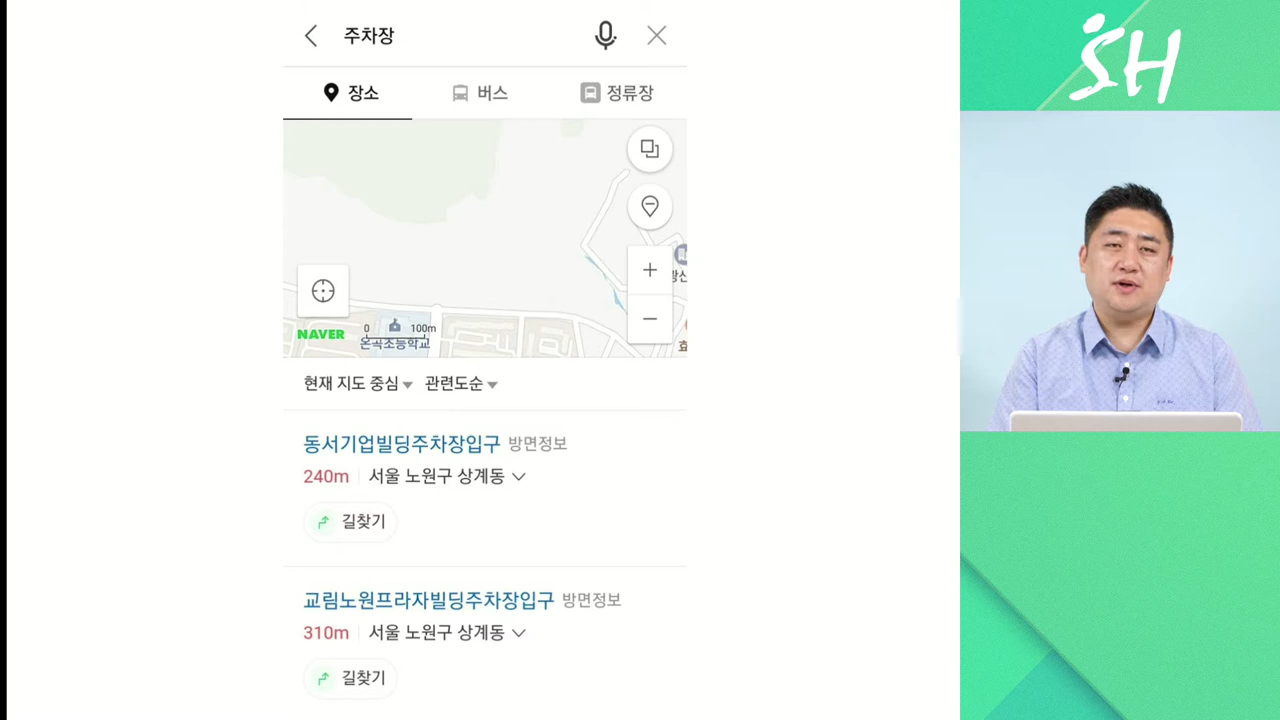 주차장
장소
버스
정류장
광신
NAVER
0 100m
온곡초등학교
효
현재 지도 중심
관련도순
동서기업빌딩주차장입구 방면정보
240m 서울 노원구 상계동
길찾기
교림노원프라자빌딩주차장입구 방면정보
310m 서울 노원구 상계동
길찾기
SH